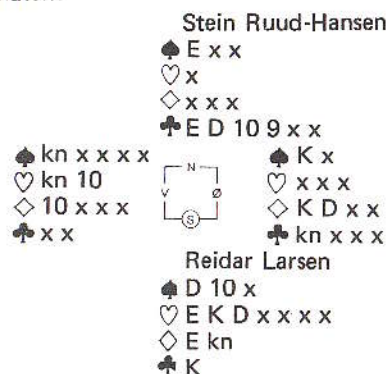 Stein Ruud-Hansen
♠ E x x
♡ x
♢ x x x
♣ E D 10 9 x x
♠ kn x x x x
♡ kn 10
♢ 10 x x x
♣ x x
N
V Ø
S
♠ K x
♡ x x x
♢ K D x x
♣ kn x x x
Reidar Larsen
♠ D 10 x
♡ E K D x x x x
♢ E kn
♣ K